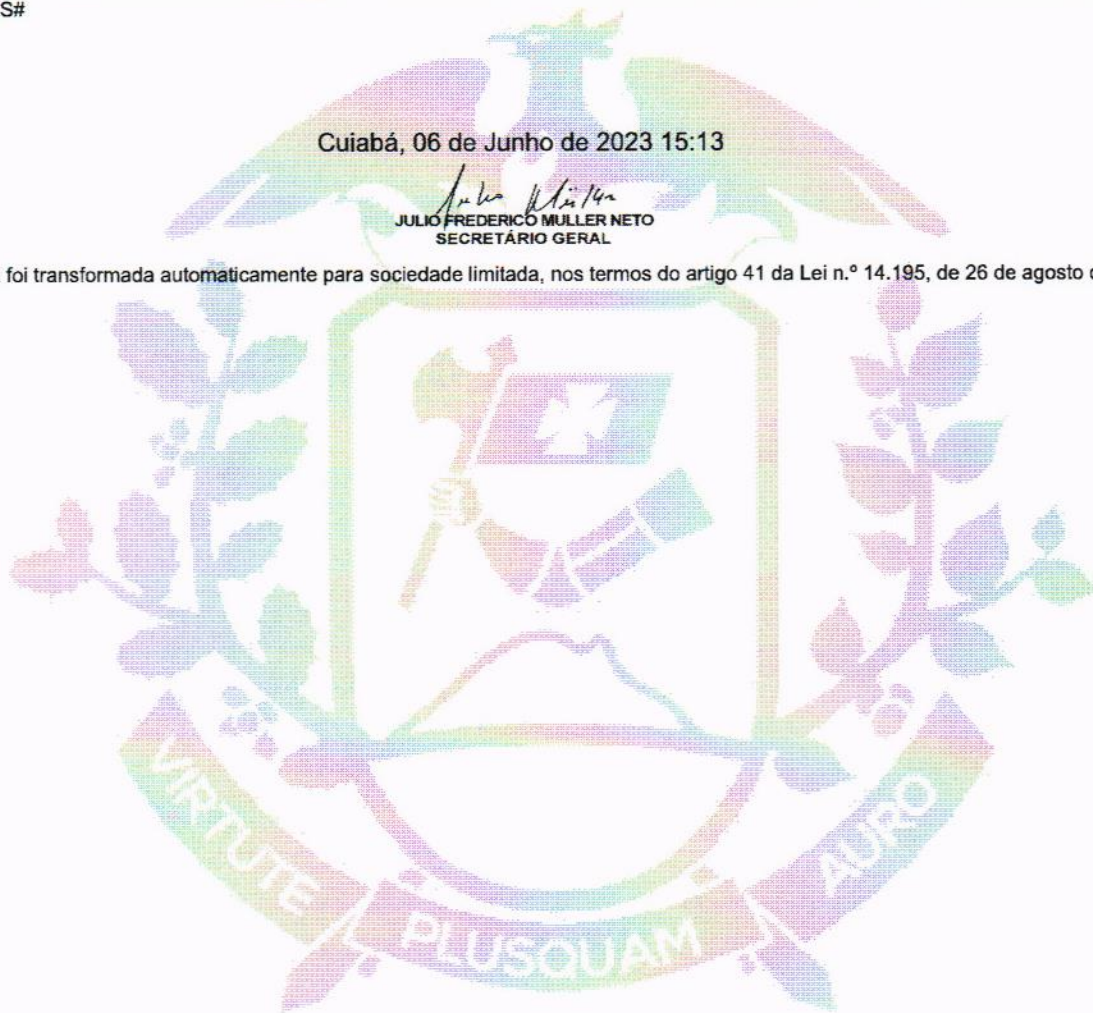 S#
Cuiabá, 06 de Junho de 2023 15:13
JULIO FREDERICO MULLER NETO
SECRETÁRIO GERAL
foi transformada automaticamente para sociedade limitada, nos termos do artigo 41 da Lei n.º 14.195, de 26 de agosto
VIRTUTE
PLUSQUAM
AURO